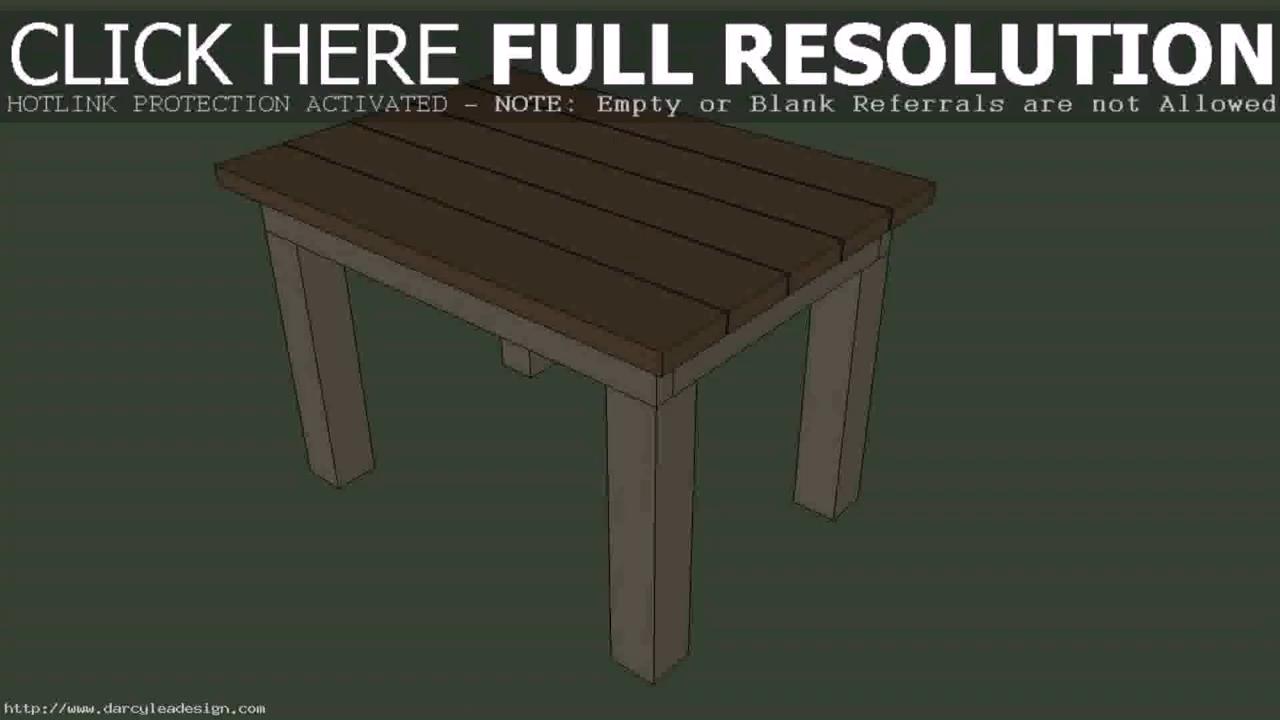 CLICK HERE FULL RESOLUTION
HOTLINK PROTECTION ACTIVATED - NOTE: Empty or Blank Referrals are not Allowed
http://www.darcyleadesign.com